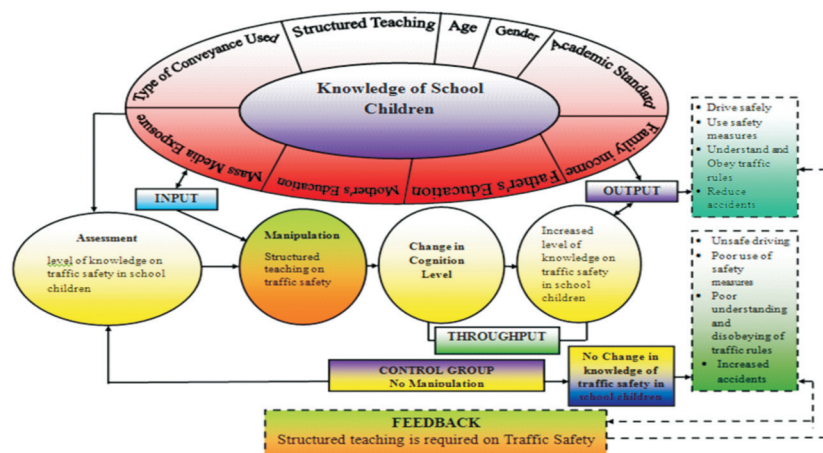 Type of Conveyance Used
Structured Teaching
Age
Gender
Academic Standard
Family income
Father's Education
Mother's Education
Mass Media Exposure
Knowledge of School
Children
INPUT
OUTPUT
• Drive safely
• Use safety
measures
• Understand and
Obey traffic
rules
• Reduce
accidents
Assessment
level of knowledge on
traffic safety in school
children
Manipulation
Structured
teaching on
traffic safety
Change in
Cognition
Level
Increased
level of
knowledge on
traffic safety
in school
children
THROUGHPUT
• Unsafe driving
• Poor use of
safety
measures
• Poor
understanding
and
disobeying of
traffic rules
• Increased
accidents
CONTROL GROUP
No Manipulation
No Change in
knowledge of
traffic safety in
school children
FEEDBACK
Structured teaching is required on Traffic Safety